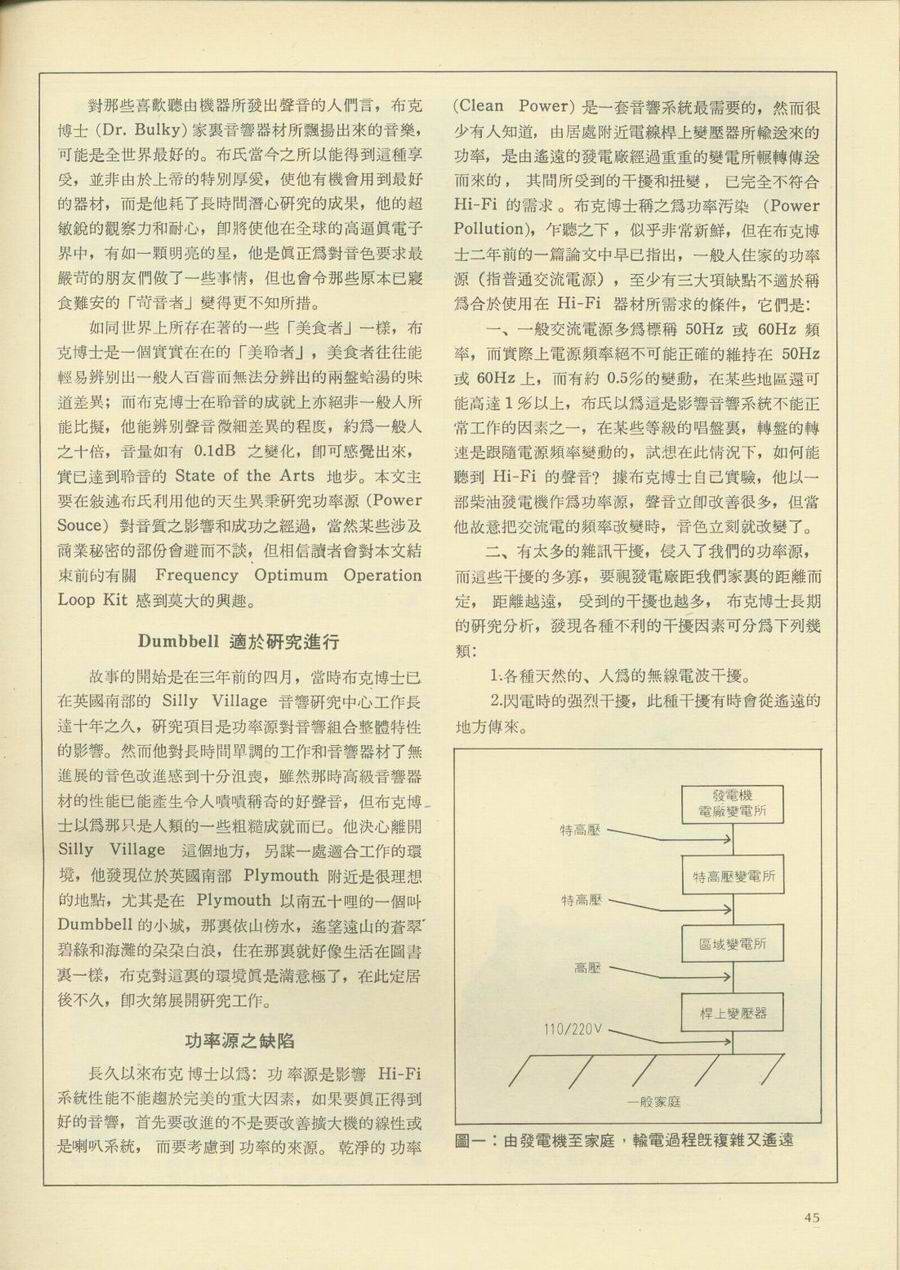 對那些喜歡聽由機器所發出聲音的人們言，布克
博士 (Dr. Bulky) 家裏音響器材所飄揚出來的音樂，
可能是全世界最好的。布氏當今之所以能得到這種享
受，並非由於上帝的特別厚愛，使他有機會用到最好
的器材，而是他耗了長時間潛心研究的成果，他的超
敏銳的觀察力和耐心，卽將使他在全球的高逼眞電子
界中，有如一顆明亮的星，他是眞正爲對音色要求最
嚴苛的朋友們做了一些事情，但也會令那些原本已寢
食難安的「苛音者」變得更不知所措。
如同世界上所存在著的一些「美食者」一樣，布
克博士是一個實實在在的「美聆者」，美食者往往能
輕易辨別出一般人百嘗而無法分辨出的兩盤蛤湯的味
道差異；而布克博士在聆音的成就上亦絕非一般人所
能比擬，他能辨別聲音微細差異的程度，約爲一般人
之十倍，音量如有 0.1dB 之變化，卽可感覺出來，
實已達到聆音的 State of the Arts 地步。本文主
要在敍述布氏利用他的天生異秉研究功率源 (Power
Souce) 對音質之影響和成功之經過，當然某些涉及
商業秘密的部份會避而不談，但相信讀者會對本文結
束前的有關 Frequency Optimum Operation
Loop Kit 感到莫大的興趣。
Dumbbell 適於研究進行
故事的開始是在三年前的四月，當時布克博士已
在英國南部的 Silly Village 音響研究中心工作長
達十年之久，研究項目是功率源對音響組合整體特性
的影響。然而他對長時間單調的工作和音響器材了無
進展的音色改進感到十分沮喪，雖然那時高級音響器
材的性能已能產生令人嘖嘖稱奇的好聲音，但布克博
士以爲那只是人類的一些粗糙成就而已。他決心離開
Silly Village 這個地方，另謀一處適合工作的環
境，他發現位於英國南部 Plymouth 附近是很理想
的地點，尤其是在 Plymouth 以南五十哩的一個叫
Dumbbell 的小城，那裏依山傍水，遙望遠山的蒼翠
碧綠和海灘的朵朵白浪，住在那裏就好像生活在圖書
裏一樣，布克對這裏的環境眞是滿意極了，在此定居
後不久，卽次第展開研究工作。
功率源之缺陷
長久以來布克博士以爲：功率源是影響 Hi-Fi
系統性能不能趨於完美的重大因素，如果要眞正得到
好的音響，首先要改進的不是要改善擴大機的線性或
是喇叭系統，而要考慮到功率的來源。乾淨的功率
(Clean Power) 是一套音響系統最需要的，然而很
少有人知道，由居處附近電線桿上變壓器所輸送來的
功率，是由遙遠的發電廠經過重重的變電所輾轉傳送
而來的，其間所受到的干擾和扭變，已完全不符合
Hi-Fi 的需求。布克博士稱之爲功率汚染 (Power
Pollution)，乍聽之下，似乎非常新鮮，但在布克博
士二年前的一篇論文中早已指出，一般人住家的功率
源（指普通交流電源），至少有三大項缺點不適於稱
爲合於使用在 Hi-Fi 器材所需求的條件，它們是：
一、一般交流電源多爲標稱 50Hz 或 60Hz 頻
率，而實際上電源頻率絕不可能正確的維持在 50Hz
或 60Hz 上，而有約 0.5%的變動，在某些地區還可
能高達 1 %以上，布氏以爲這是影響音響系統不能正
常工作的因素之一，在某些等級的唱盤裏，轉盤的轉
速是跟隨電源頻率變動的，試想在此情況下，如何能
聽到 Hi-Fi 的聲音？據布克博士自己實驗，他以一
部柴油發電機作爲功率源，聲音立卽改善很多，但當
他故意把交流電的頻率改變時，音色立刻就改變了。
二、有太多的雜訊干擾，侵入了我們的功率源，
而這些干擾的多寡，要視發電廠距我們家裏的距離而
定，距離越遠，受到的干擾也越多，布克博士長期
的研究分析，發現各種不利的干擾因素可分爲下列幾
類：
1.各種天然的、人爲的無線電波干擾。
2.閃電時的强烈干擾，此種干擾有時會從遙遠的
地方傳來。
發電機
電廠變電所
特高壓
特高壓變電所
特高壓
區域變電所
高壓
桿上變壓器
110/220V
一般家庭
圖一：由發電機至家庭，輸電過程旣複雜又遙遠
45